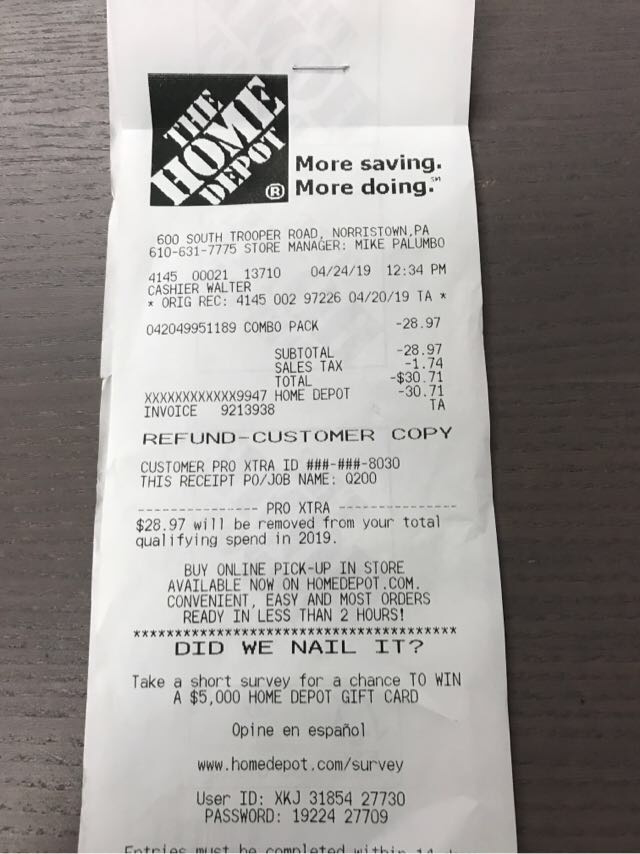 THE
HOME
DEPOT
®
More saving.
More doing.℠
600 SOUTH TROOPER ROAD, NORRISTOWN,PA
610-631-7775 STORE MANAGER: MIKE PALUMBO
4145 00021 13710 04/24/19 12:34 PM
CASHIER WALTER
* ORIG REC: 4145 002 97226 04/20/19 TA *
042049951189 COMBO PACK -28.97
SUBTOTAL -28.97
SALES TAX -1.74
TOTAL -$30.71
XXXXXXXXXXXX9947 HOME DEPOT -30.71
INVOICE 9213938 TA
REFUND-CUSTOMER COPY
CUSTOMER PRO XTRA ID ###-###-8030
THIS RECEIPT PO/JOB NAME: Q200
--------------- PRO XTRA ---------------
$28.97 will be removed from your total
qualifying spend in 2019.
BUY ONLINE PICK-UP IN STORE
AVAILABLE NOW ON HOMEDEPOT.COM.
CONVENIENT, EASY AND MOST ORDERS
READY IN LESS THAN 2 HOURS!
****************************************
DID WE NAIL IT?
Take a short survey for a chance TO WIN
A $5,000 HOME DEPOT GIFT CARD
Opine en español
www.homedepot.com/survey
User ID: XKJ 31854 27730
PASSWORD: 19224 27709
Entries must be completed within 14